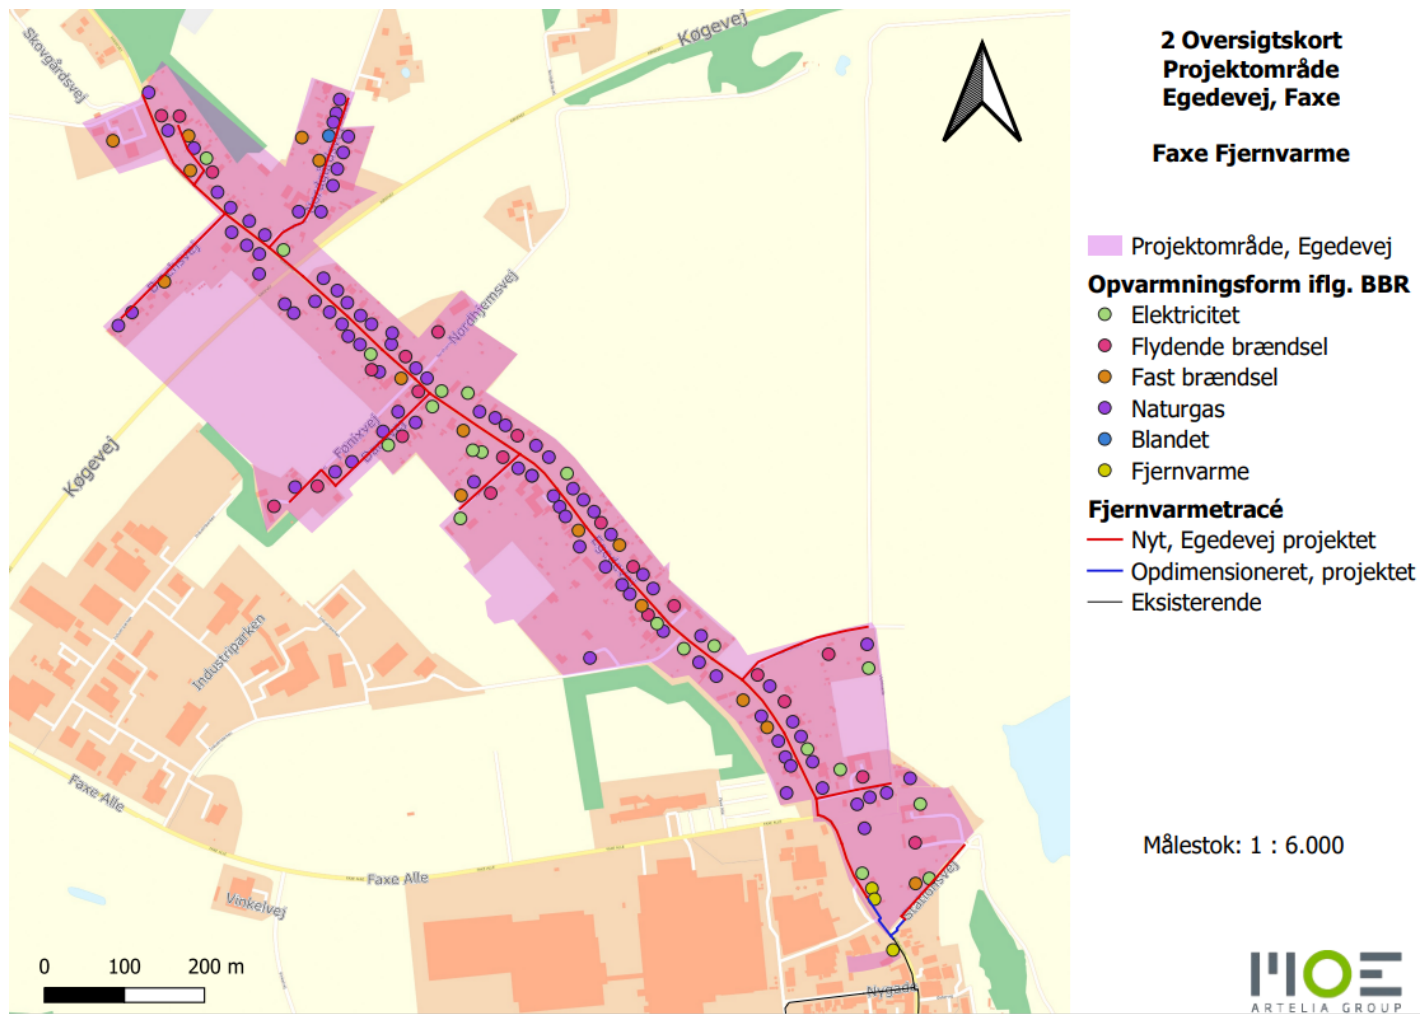 Skovgårdsvej
Køgevej
Nordhjemsvej
Fønixvej
Køgevej
Industriparken
Faxe Alle
Faxe Alle
Vinkelvej
Stationsvej
Nygade
0 100 200 m
2 Oversigtskort
Projektområde
Egedevej, Faxe
Faxe Fjernvarme
Projektområde, Egedevej
Opvarmningsform iflg. BBR
Elektricitet
Flydende brændsel
Fast brændsel
Naturgas
Blandet
Fjernvarme
Fjernvarmetracé
Nyt, Egedevej projektet
Opdimensioneret, projektet
Eksisterende
Målestok: 1 : 6.000
MOE
ARTELIA GROUP